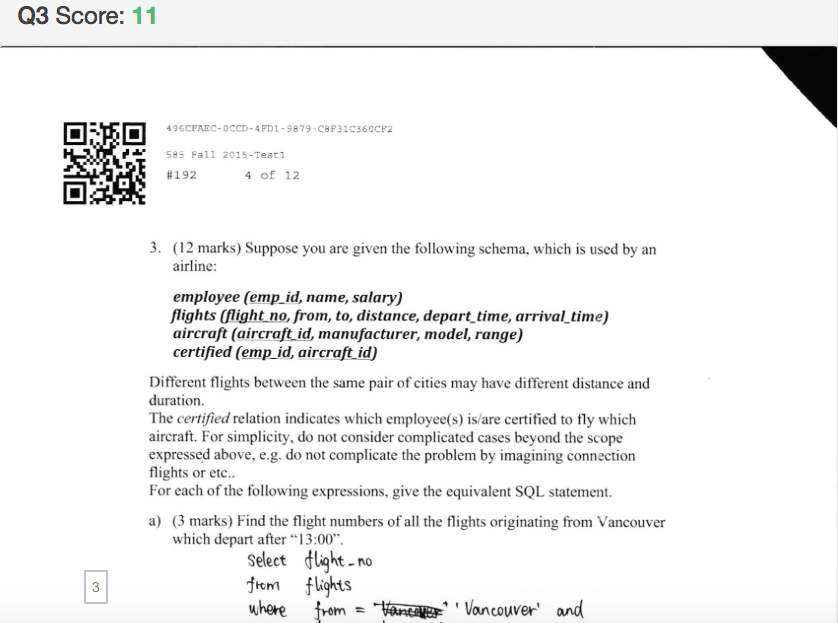 Q3 Score: 11
496CFAEC-0CCD-4FD1-9879-C8F31C360CF2
585 Fall 2015-Test1
#192 4 of 12
3. (12 marks) Suppose you are given the following schema, which is used by an
airline:
employee (emp_id, name, salary)
flights (flight_no, from, to, distance, depart_time, arrival_time)
aircraft (aircraft_id, manufacturer, model, range)
certified (emp_id, aircraft_id)
Different flights between the same pair of cities may have different distance and
duration.
The certified relation indicates which employee(s) is/are certified to fly which
aircraft. For simplicity, do not consider complicated cases beyond the scope
expressed above, e.g. do not complicate the problem by imagining connection
flights or etc..
For each of the following expressions, give the equivalent SQL statement.
a) (3 marks) Find the flight numbers of all the flights originating from Vancouver
which depart after “13:00”.
Select flight_no
from flights
3
where from = 'Vancouver' and